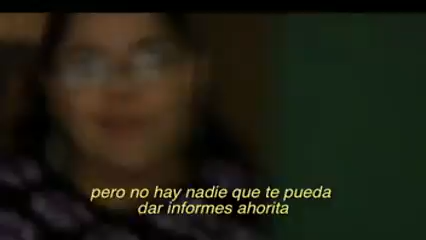 pero no hay nadie que te pueda
dar informes ahorita